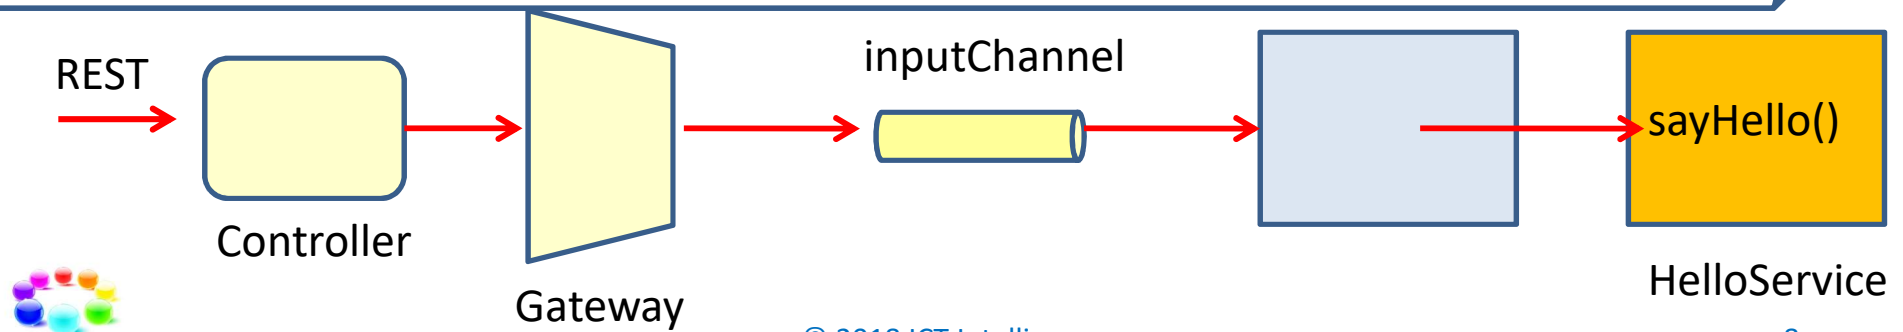 REST
inputChannel
sayHello()
Controller
Gateway
HelloService